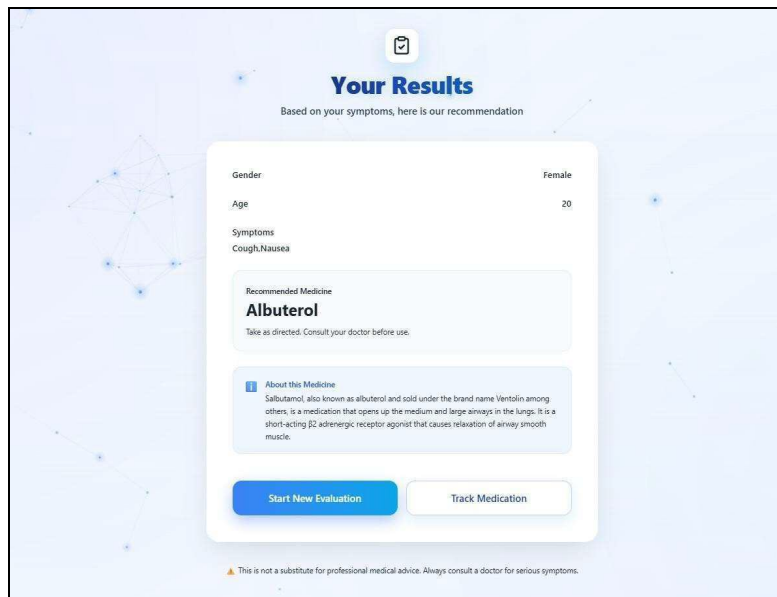 Your Results
Based on your symptoms, here is our recommendation
Gender Female
Age 20
Symptoms
Cough,Nausea
Recommended Medicine
Albuterol
Take as directed. Consult your doctor before use.
About this Medicine
Salbutamol, also known as albuterol and sold under the brand name Ventolin among
others, is a medication that opens up the medium and large airways in the lungs. It is a
short-acting β2 adrenergic receptor agonist that causes relaxation of airway smooth
muscle.
Start New Evaluation Track Medication
This is not a substitute for professional medical advice. Always consult a doctor for serious symptoms.